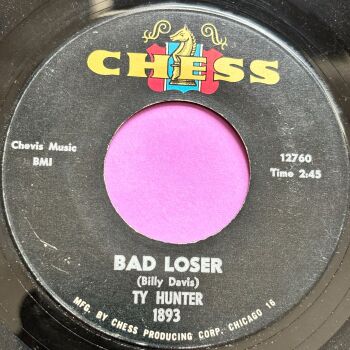 CHESS
Chevis Music
BMI
12760
Time 2:45
BAD LOSER
(Billy Davis)
TY HUNTER
1893
MFG. BY CHESS PRODUCING CORP. CHICAGO 16